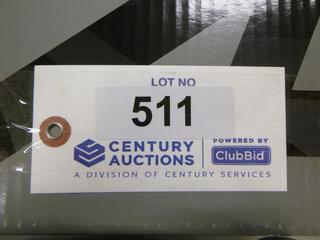 LOT NO
511
CENTURY AUCTIONS
POWERED BY
ClubBid
A DIVISION OF CENTURY SERVICES